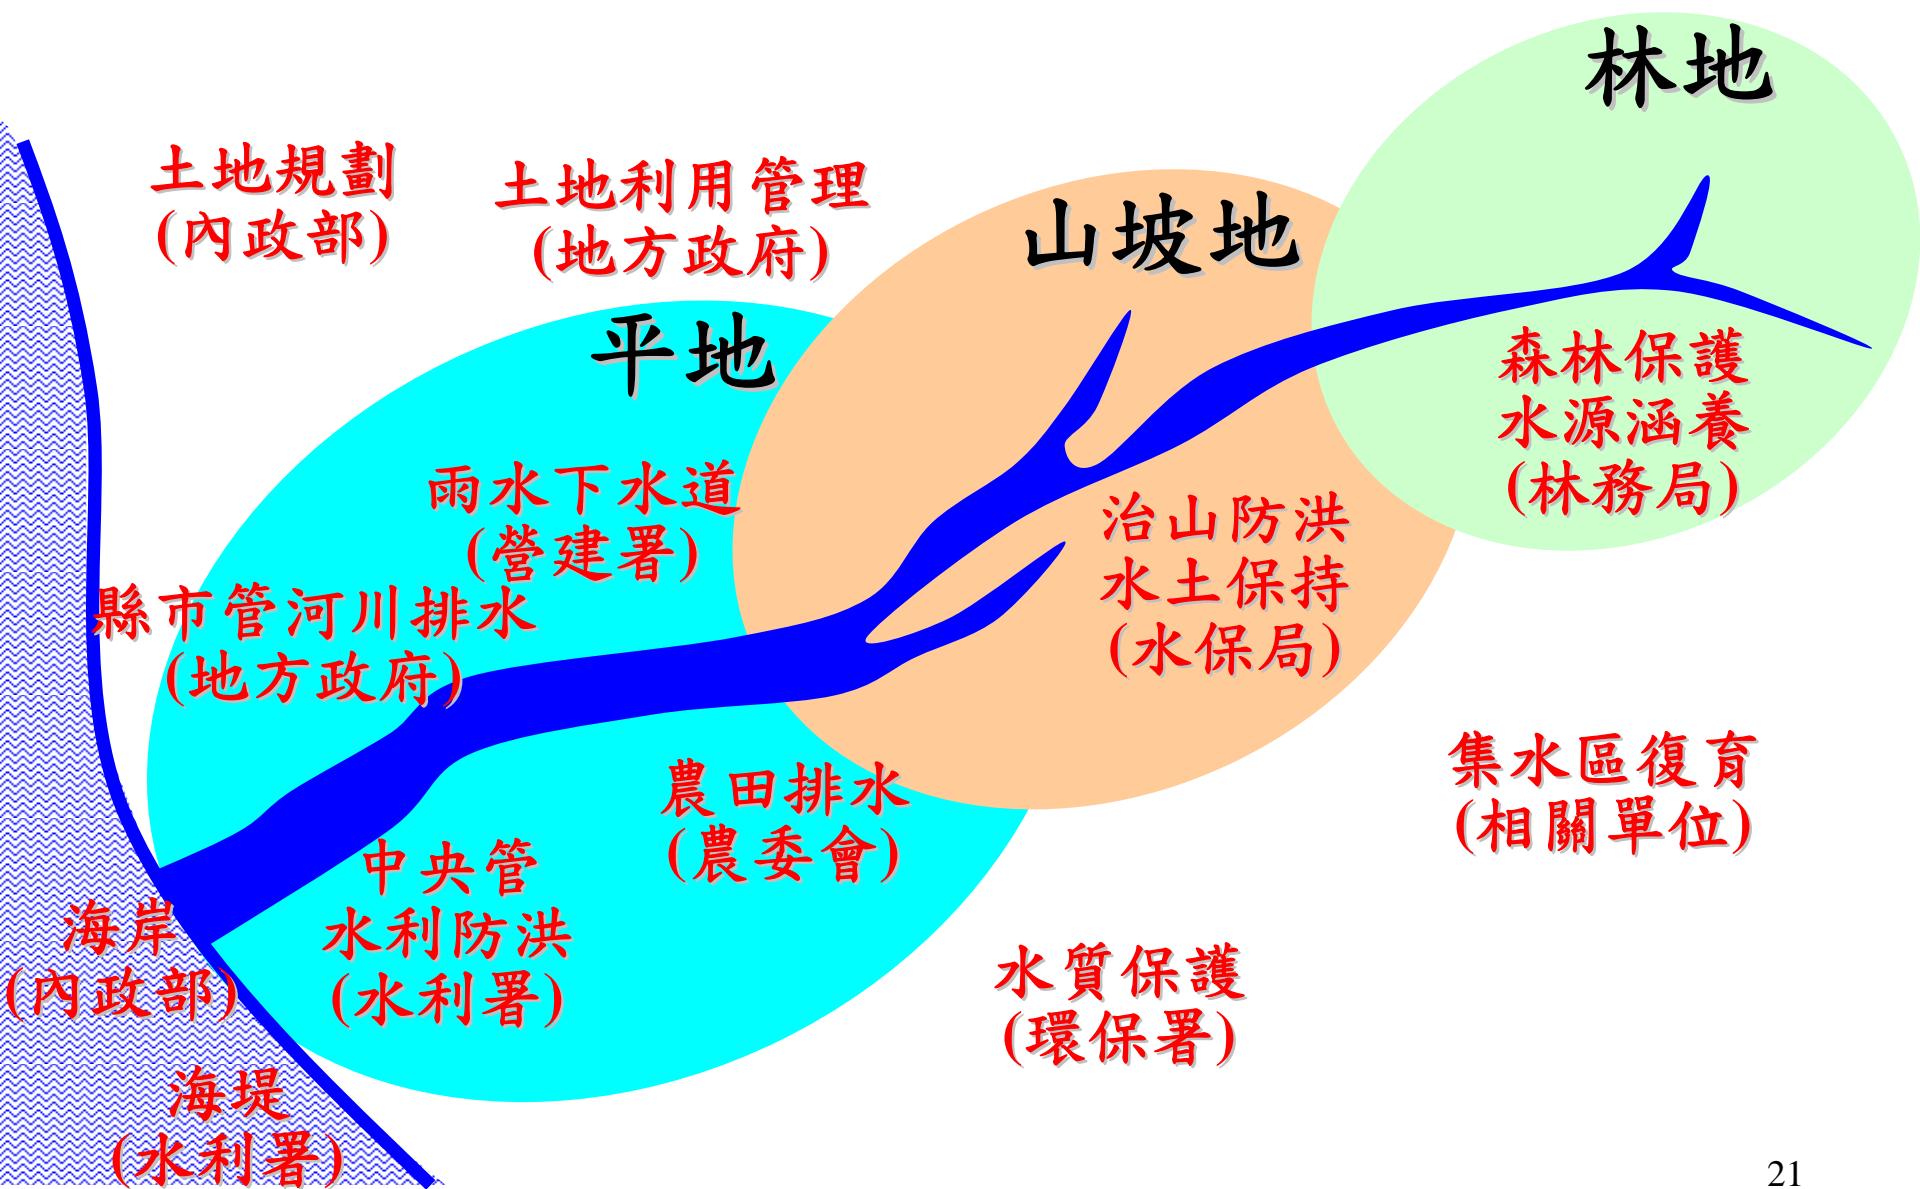 林地
土地規劃
(內政部)
土地利用管理
(地方政府)
山坡地
平地
森林保護
水源涵養
(林務局)
雨水下水道
(營建署)
治山防洪
水土保持
(水保局)
縣市管河川排水
(地方政府)
集水區復育
(相關單位)
農田排水
(農委會)
中央管
水利防洪
(水利署)
海岸
(內政部)
水質保護
(環保署)
海堤
(水利署)
21